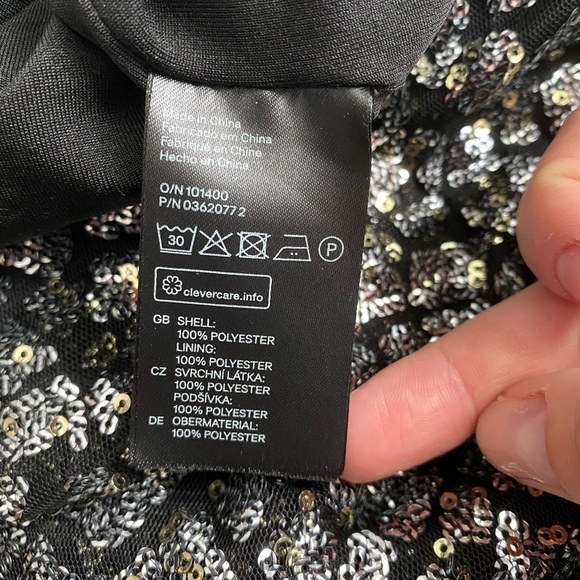 Made in China
Fabricado em China
Fabriqué en Chine
Hecho en China
O/N 101400
P/N 0362077 2
30
P
clevercare.info
GB SHELL:
100% POLYESTER
LINING:
100% POLYESTER
CZ SVRCHNÍ LÁTKA:
100% POLYESTER
PODŠÍVKA:
100% POLYESTER
DE OBERMATERIAL:
100% POLYESTER